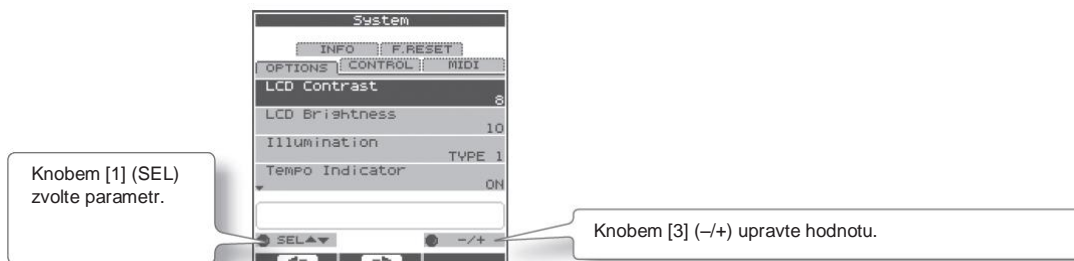 System
INFO F.RESET
OPTIONS CONTROL MIDI
LCD Contrast
8
LCD Brightness
10
Illumination
TYPE 1
Tempo Indicator
ON
SEL▲▼ –/+
Knobem [1] (SEL)
zvolte parametr.
Knobem [3] (–/+) upravte hodnotu.